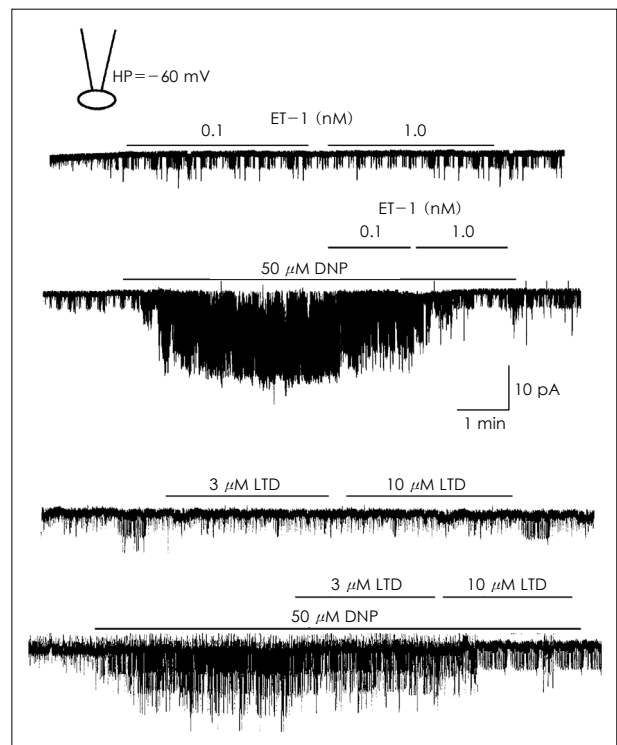 HP=−60 mV
ET−1 (nM)
0.1 1.0
ET−1 (nM)
0.1 1.0
50 μM DNP
10 pA
1 min
3 μM LTD 10 μM LTD
3 μM LTD 10 μM LTD
50 μM DNP